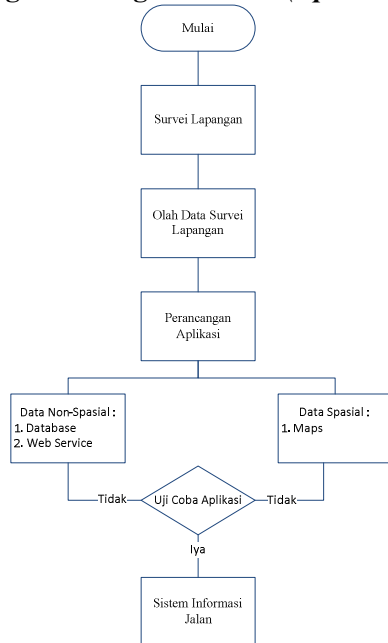 Mulai
Survei Lapangan
Olah Data Survei
Lapangan
Perancangan
Aplikasi
Data Non-Spasial :
1. Database
2. Web Service
Data Spasial :
1. Maps
Tidak
Uji Coba Aplikasi
Tidak
Iya
Sistem Informasi
Jalan